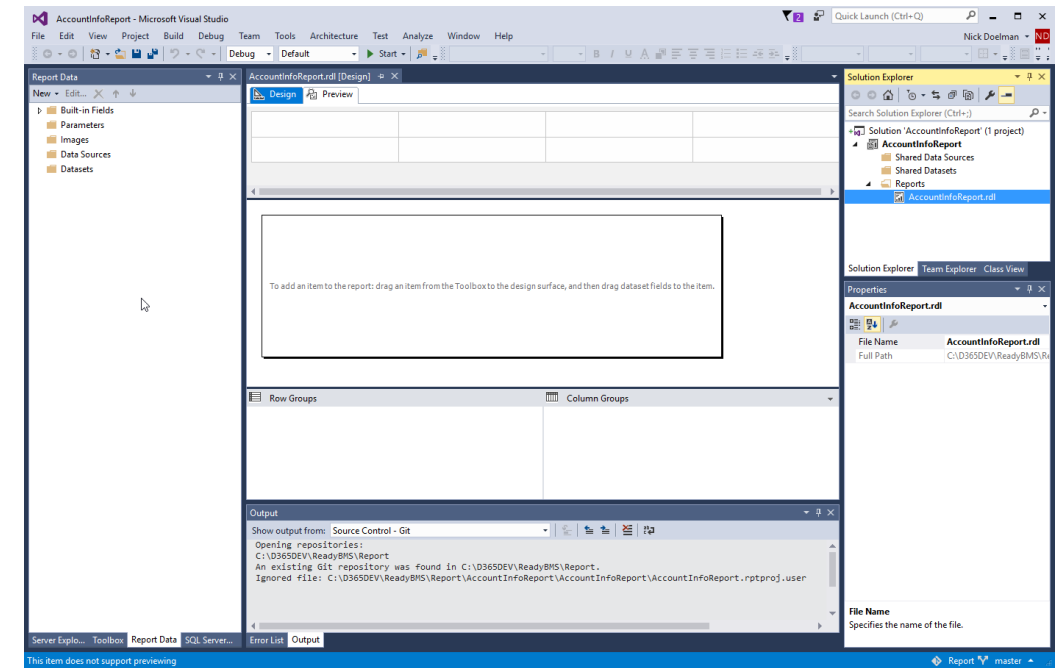 AccountInfoReport - Microsoft Visual Studio
2
Quick Launch (Ctrl+Q)
File Edit View Project Build Debug Team Tools Architecture Test Analyze Window Help
Nick Doelman
ND
Debug Default Start
B I U A
Report Data
New Edit...
Built-in Fields
Parameters
Images
Data Sources
Datasets
Server Explo... Toolbox Report Data SQL Server...
AccountInfoReport.rdl [Design]
Design Preview
To add an item to the report: drag an item from the Toolbox to the design surface, and then drag dataset fields to the item.
Row Groups Column Groups
Output
Show output from: Source Control - Git
Opening repositories:
C:\D365DEV\ReadyBMS\Report
An existing Git repository was found in C:\D365DEV\ReadyBMS\Report.
Ignored file: C:\D365DEV\ReadyBMS\Report\AccountInfoReport\AccountInfoReport\AccountInfoReport.rptproj.user
Error List Output
Solution Explorer
Search Solution Explorer (Ctrl+;)
Solution 'AccountInfoReport' (1 project)
AccountInfoReport
Shared Data Sources
Shared Datasets
Reports
AccountInfoReport.rdl
Solution Explorer Team Explorer Class View
Properties
AccountInfoReport.rdl
File Name AccountInfoReport.rdl
Full Path C:\D365DEV\ReadyBMS\Re
File Name
Specifies the name of the file.
This item does not support previewing
Report master